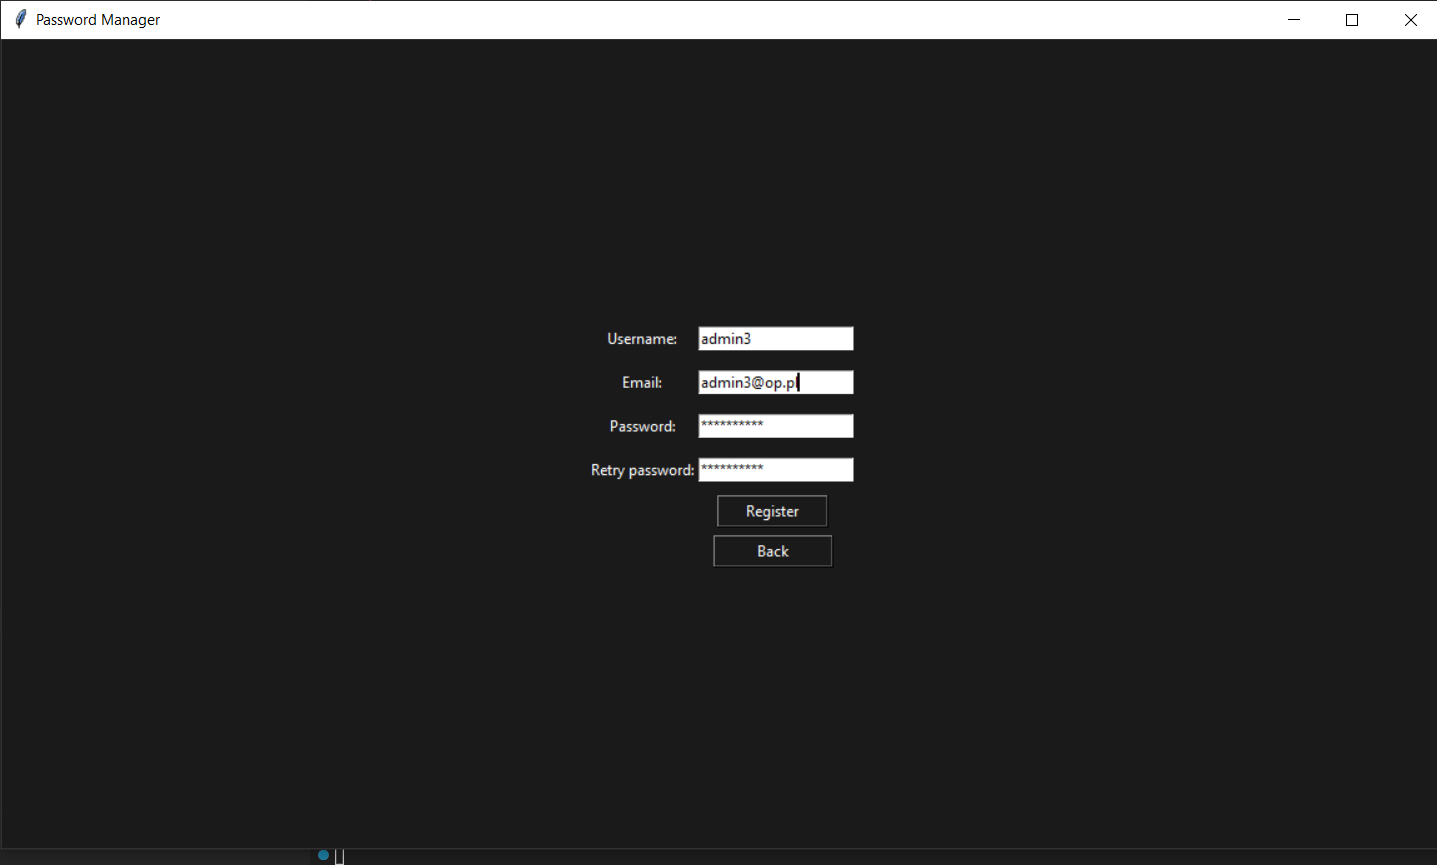 Password Manager
Username: admin3
Email: admin3@op.pl
Password: **********
Retry password: **********
Register
Back